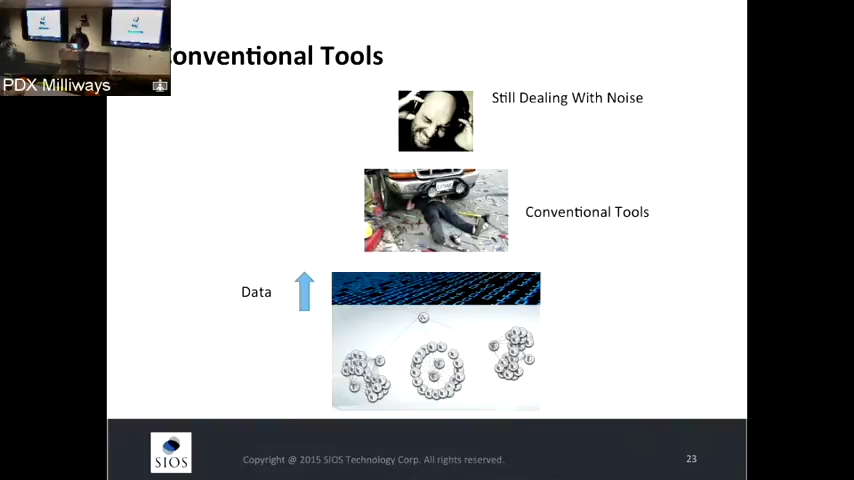 PDX Milliways
onventional Tools
Still Dealing With Noise
Conventional Tools
Data
SIOS
Copyright @ 2015 SIOS Technology Corp. All rights reserved.
23